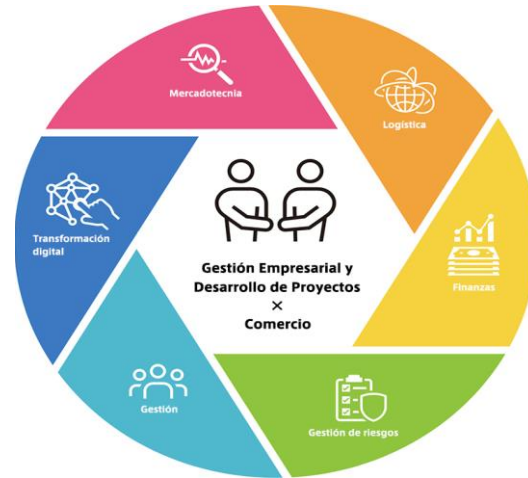 Mercadotecnia
Logística
Transformación
digital
Gestión Empresarial y
Desarrollo de Proyectos
×
Comercio
Finanzas
Gestión
Gestión de riesgos